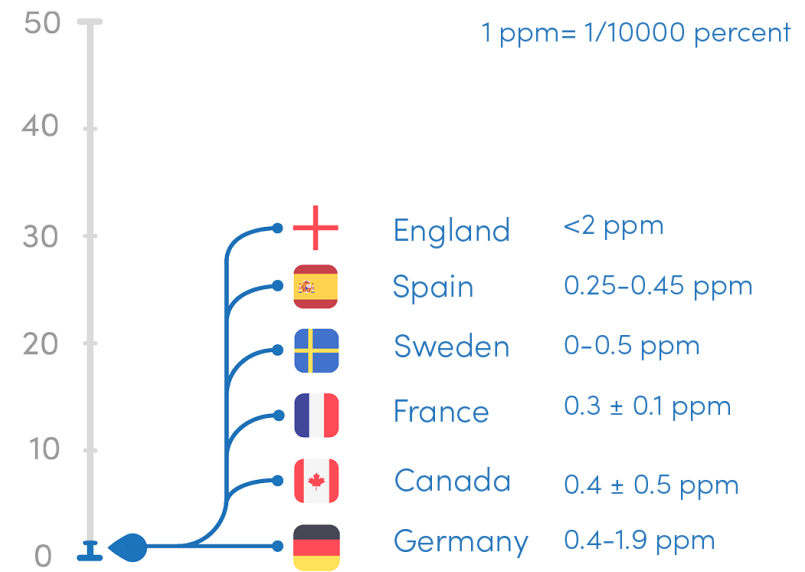 50
1 ppm= 1/10000 percent
40
30
England <2 ppm
Spain 0.25-0.45 ppm
20
Sweden 0-0.5 ppm
France 0.3 ± 0.1 ppm
10
Canada 0.4 ± 0.5 ppm
Germany 0.4-1.9 ppm
0